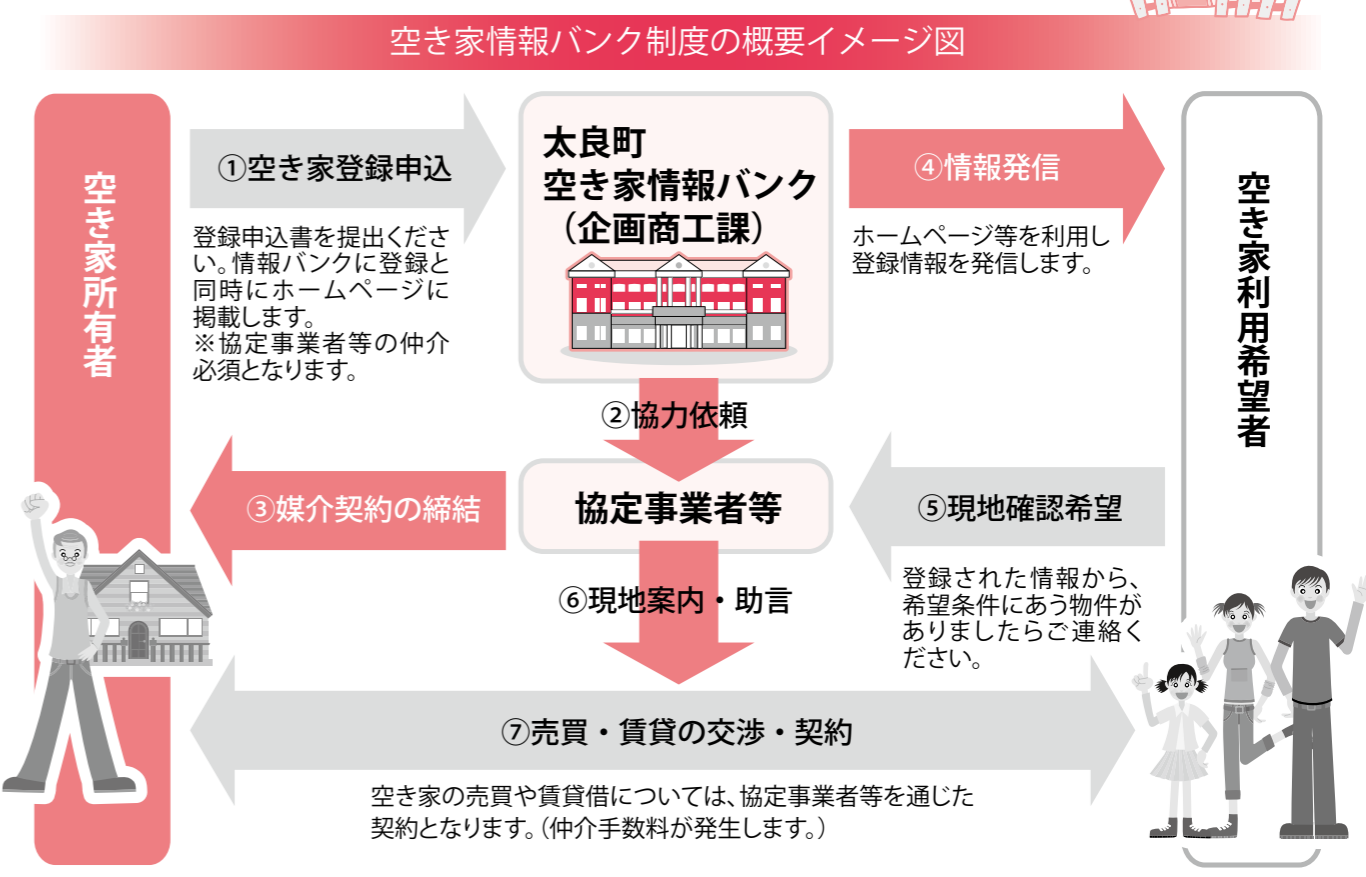 空き家情報バンク制度の概要イメージ図
空き家所有者
①空き家登録申込
登録申込書を提出くださ
い。情報バンクに登録と
同時にホームページに
掲載します。
※協定事業者等の仲介
必須となります。
太良町
空き家情報バンク
（企画商工課）
④情報発信
ホームページ等を利用し
登録情報を発信します。
空き家利用希望者
②協力依頼
③媒介契約の締結
協定事業者等
⑤現地確認希望
登録された情報から、
希望条件にあう物件が
ありましたらご連絡く
ださい。
⑥現地案内・助言
⑦売買・賃貸の交渉・契約
空き家の売買や賃貸借については、協定事業者等を通じた
契約となります。（仲介手数料が発生します。）